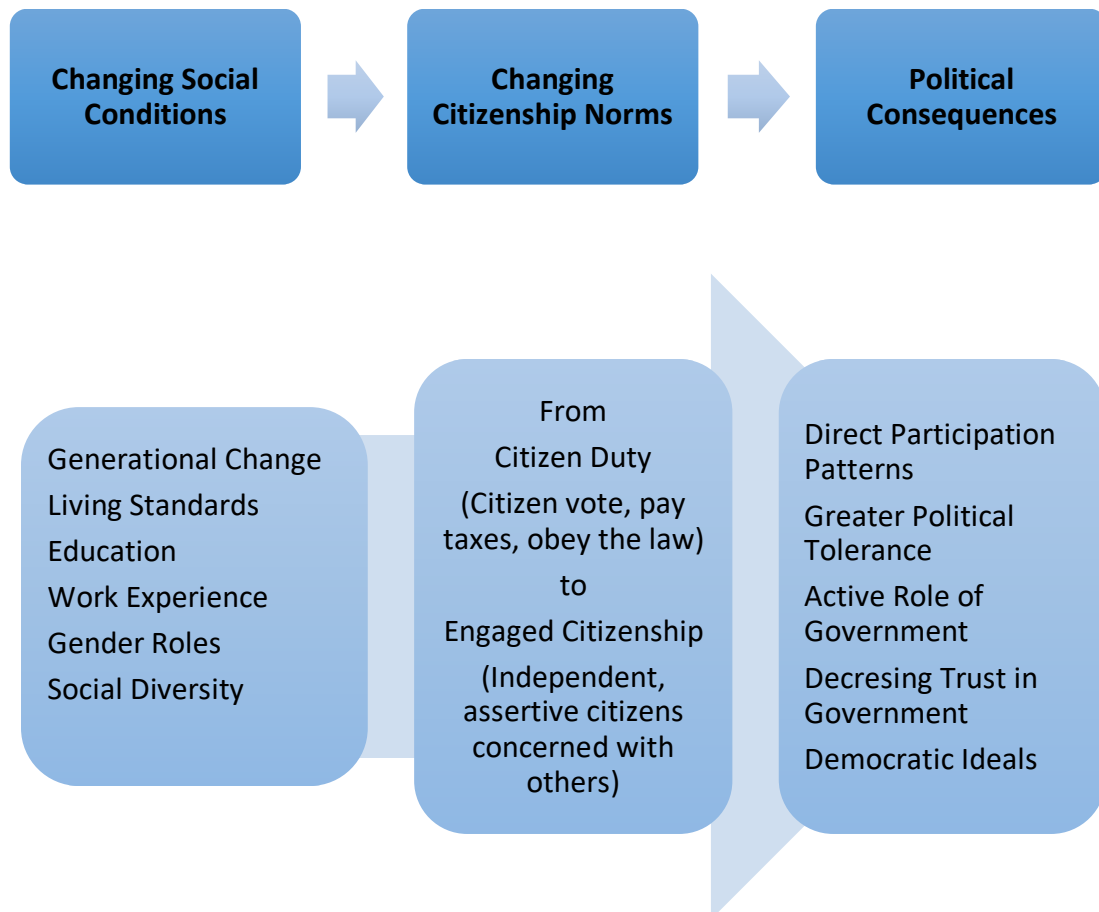 Changing Social
Conditions
Changing
Citizenship Norms
Political
Consequences
Generational Change
Living Standards
Education
Work Experience
Gender Roles
Social Diversity
From
Citizen Duty
(Citizen vote, pay
taxes, obey the law)
to
Engaged Citizenship
(Independent,
assertive citizens
concerned with
others)
Direct Participation
Patterns
Greater Political
Tolerance
Active Role of
Government
Decresing Trust in
Government
Democratic Ideals